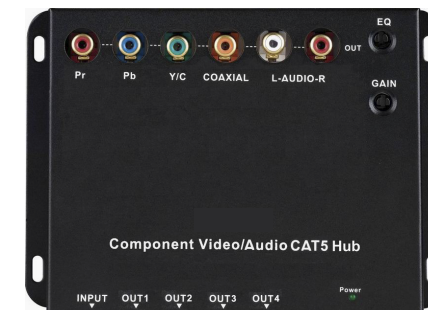 EQ
OUT
Pr Pb Y/C COAXIAL L-AUDIO-R
GAIN
Component Video/Audio CAT5 Hub
Power
INPUT OUT1 OUT2 OUT3 OUT4